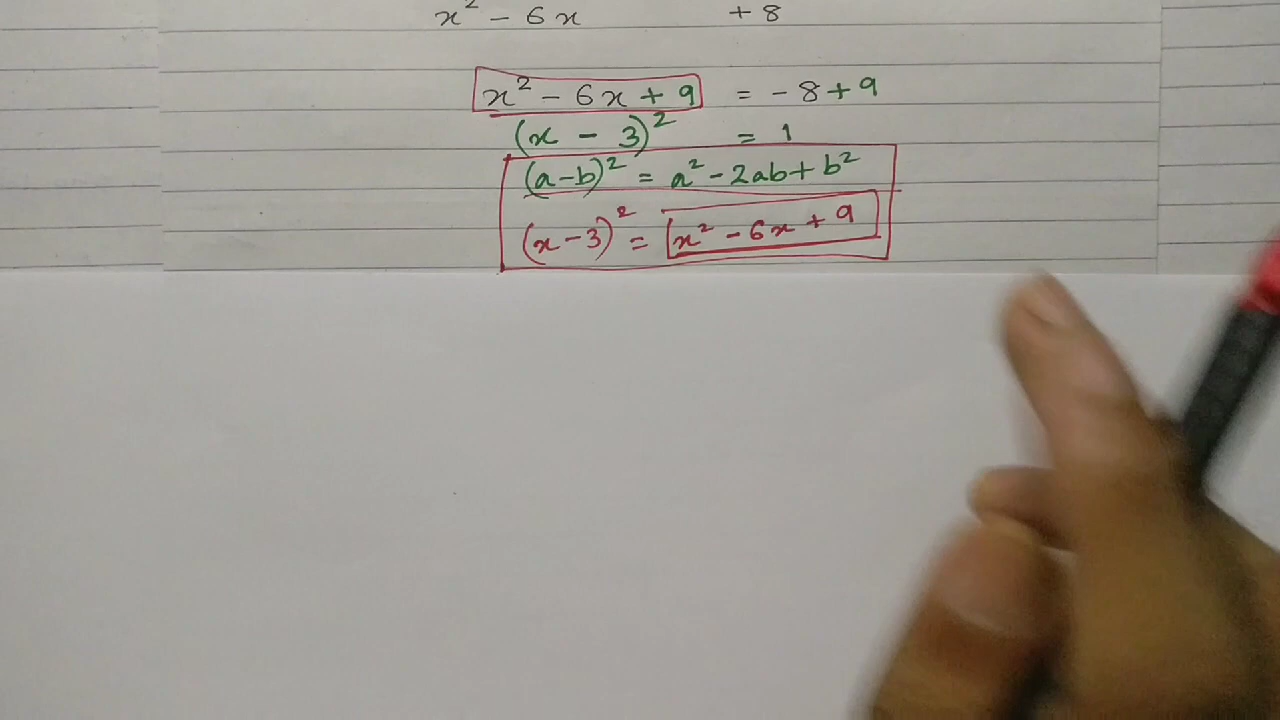 x² - 6x + 8
x² - 6x + 9 = - 8 + 9
(x - 3)² = 1
(a-b)² = a² - 2ab + b²
(x - 3)² = x² - 6x + 9